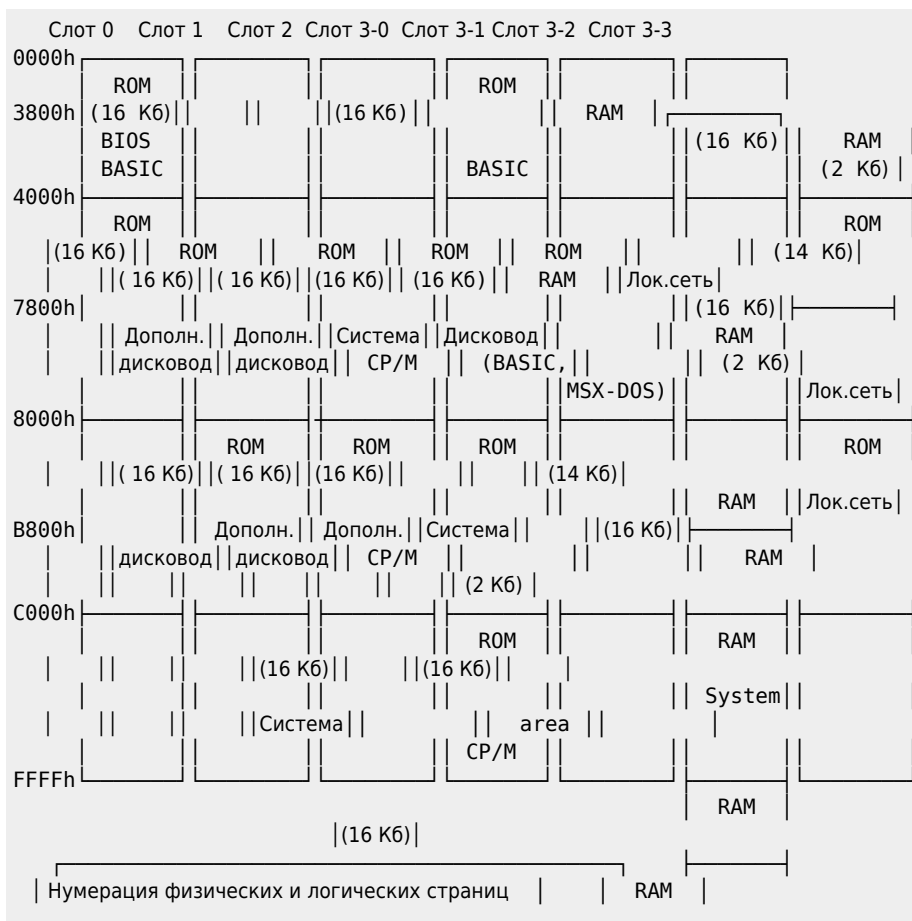 Слот 0 Слот 1 Слот 2 Слот 3-0 Слот 3-1 Слот 3-2 Слот 3-3
0000h
ROM ROM
3800h (16 Кб) (16 Кб) RAM
BIOS (16 Кб) RAM
BASIC BASIC (2 Кб)
4000h
ROM ROM
(16 Кб) ROM ROM ROM ROM (14 Кб)
( 16 Кб) ( 16 Кб) (16 Кб) (16 Кб) RAM Лок.сеть
7800h (16 Кб)
Дополн. Дополн. Система Дисковод RAM
дисковод дисковод CP/M (BASIC, (2 Кб)
MSX-DOS) Лок.сеть
8000h
ROM ROM ROM ROM
( 16 Кб) ( 16 Кб) (16 Кб) (14 Кб)
RAM Лок.сеть
B800h Дополн. Дополн. Система (16 Кб)
дисковод дисковод CP/M RAM
(2 Кб)
C000h
ROM RAM
(16 Кб) (16 Кб)
System
Система area
CP/M
FFFFh
RAM
(16 Кб)
Нумерация физических и логических страниц RAM